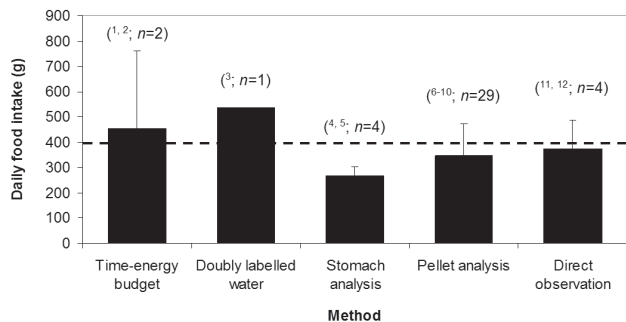 900
800
700
600
500
400
300
200
100
0
Daily food intake (g)
(1, 2; n=2)
(3; n=1)
(4, 5; n=4)
(6-10; n=29)
(11, 12; n=4)
Time-energy budget
Doubly labelled water
Stomach analysis
Pellet analysis
Direct observation
Method